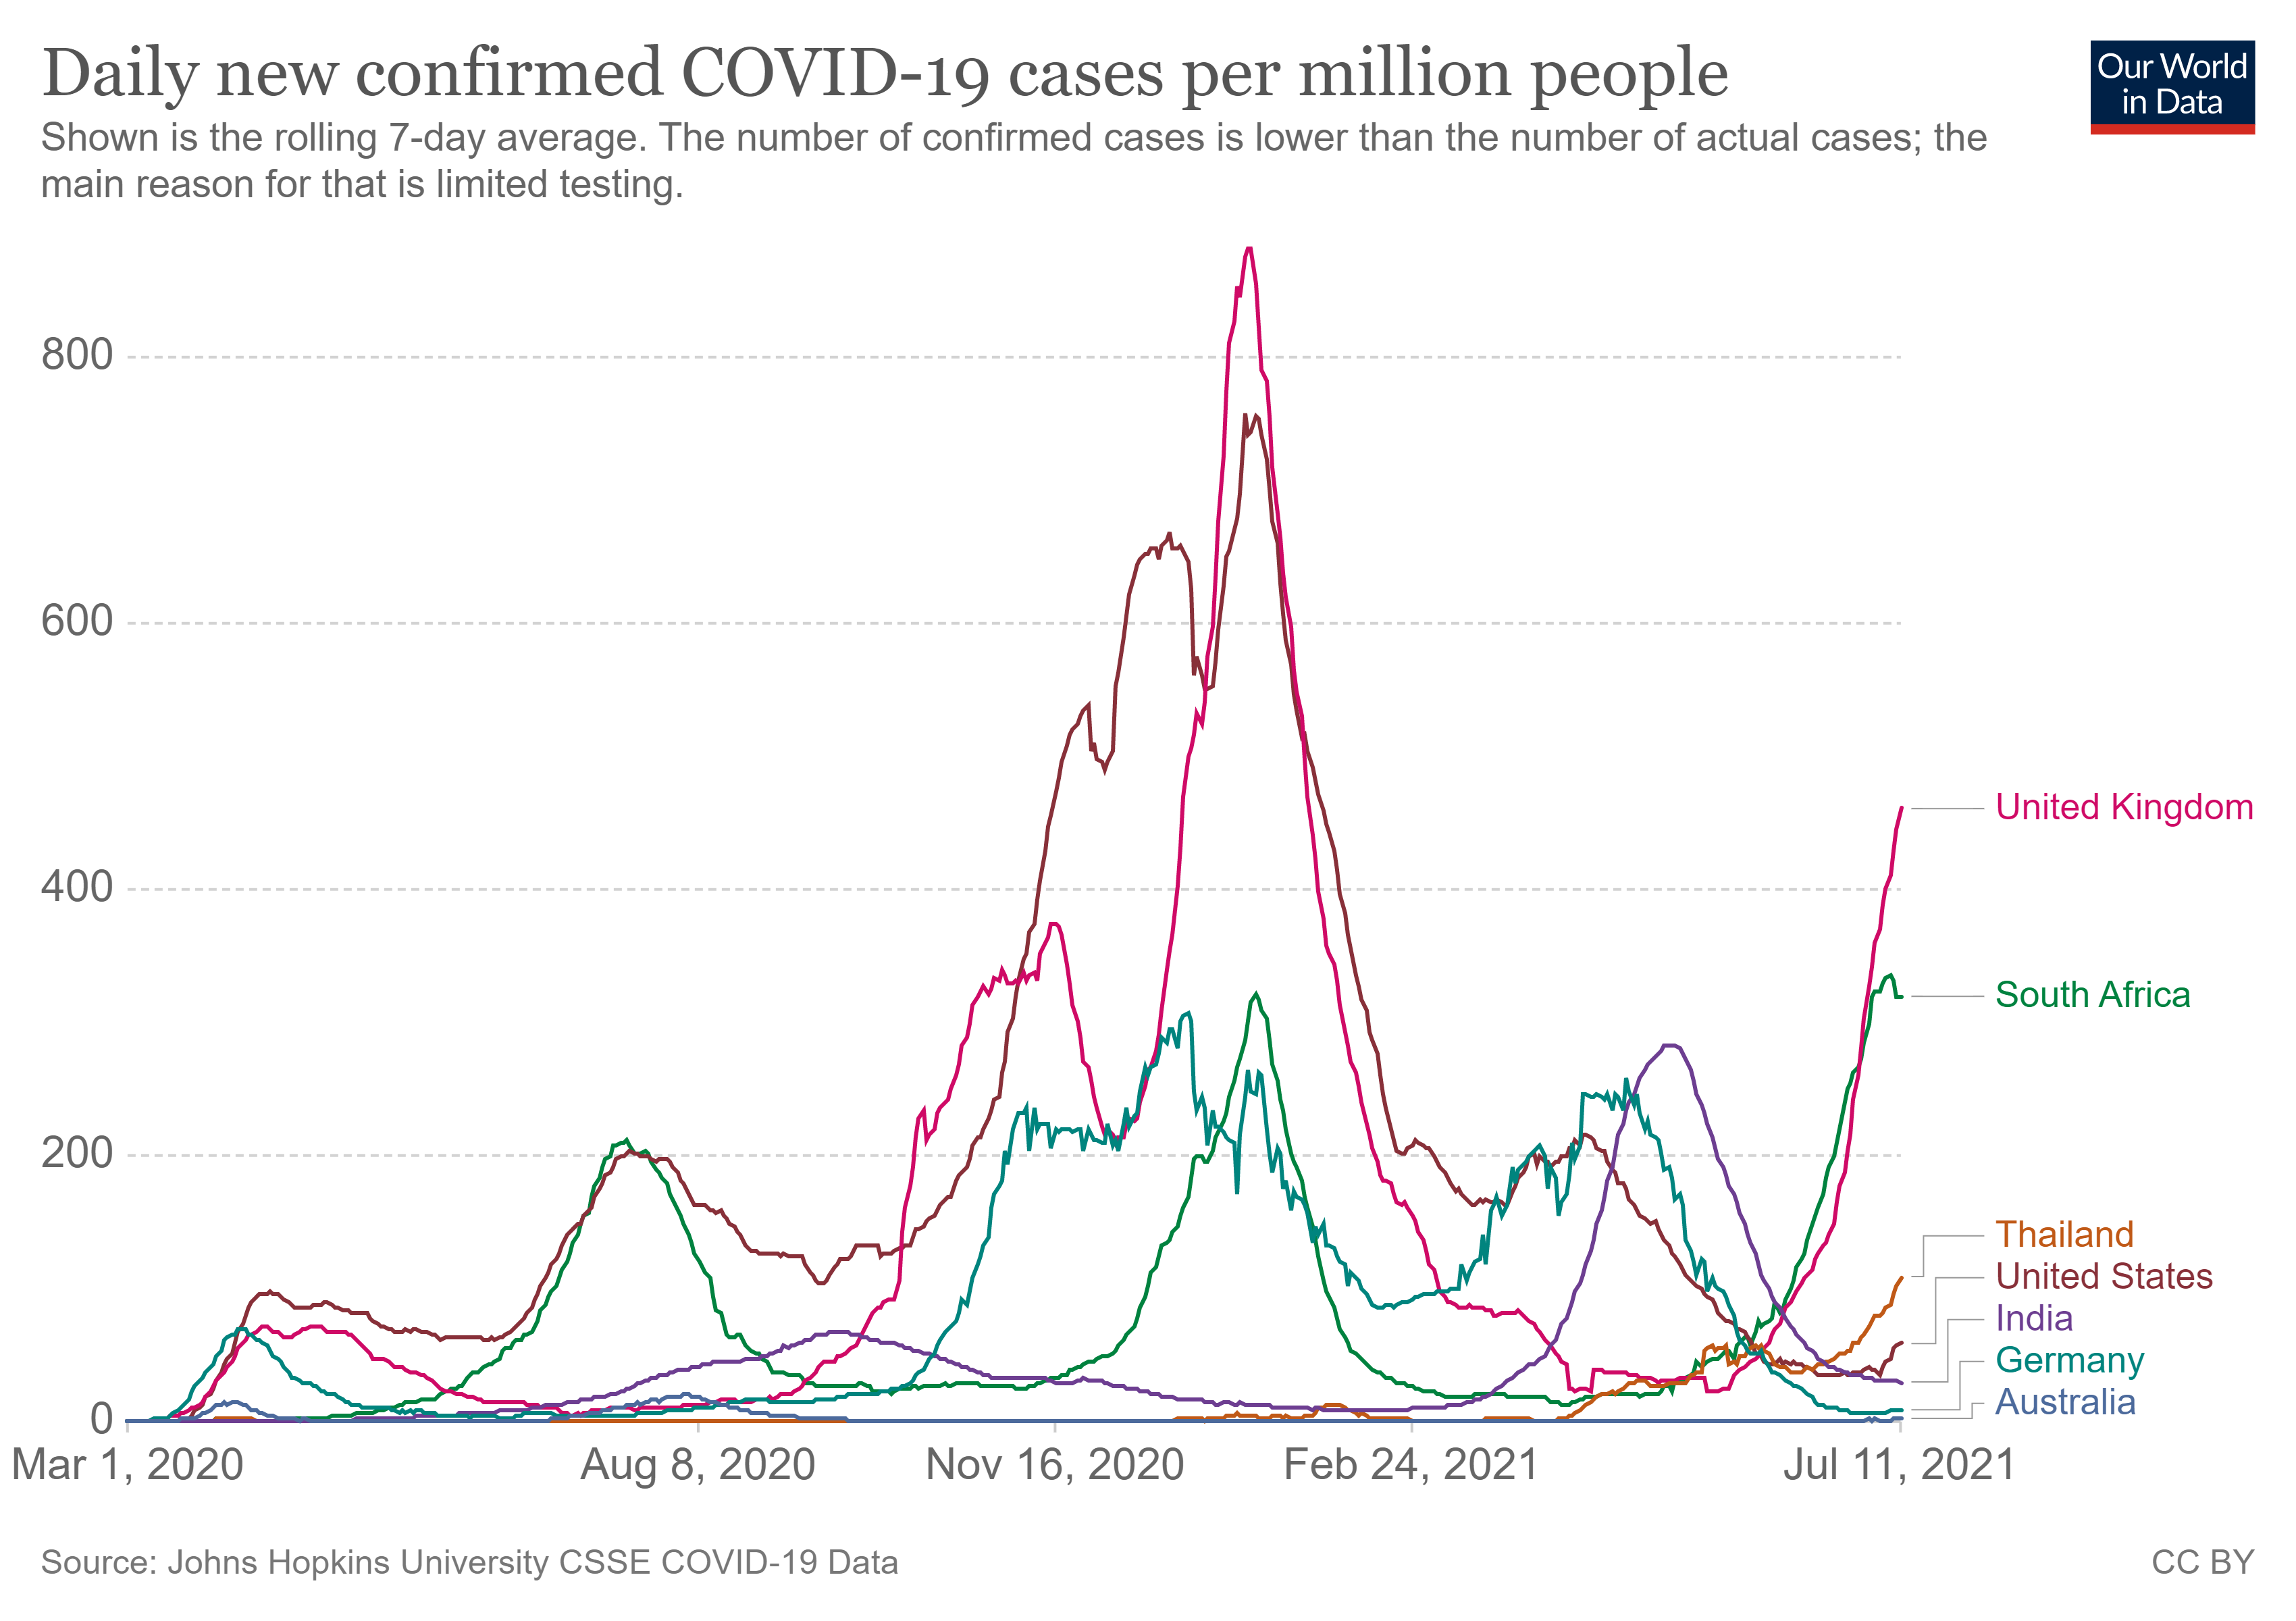 Daily new confirmed COVID-19 cases per million people
Our World
in Data
Shown is the rolling 7-day average. The number of confirmed cases is lower than the number of actual cases; the
main reason for that is limited testing.
800
600
400
200
0
United Kingdom
South Africa
Thailand
United States
India
Germany
Australia
Mar 1, 2020
Aug 8, 2020
Nov 16, 2020
Feb 24, 2021
Jul 11, 2021
Source: Johns Hopkins University CSSE COVID-19 Data
CC BY